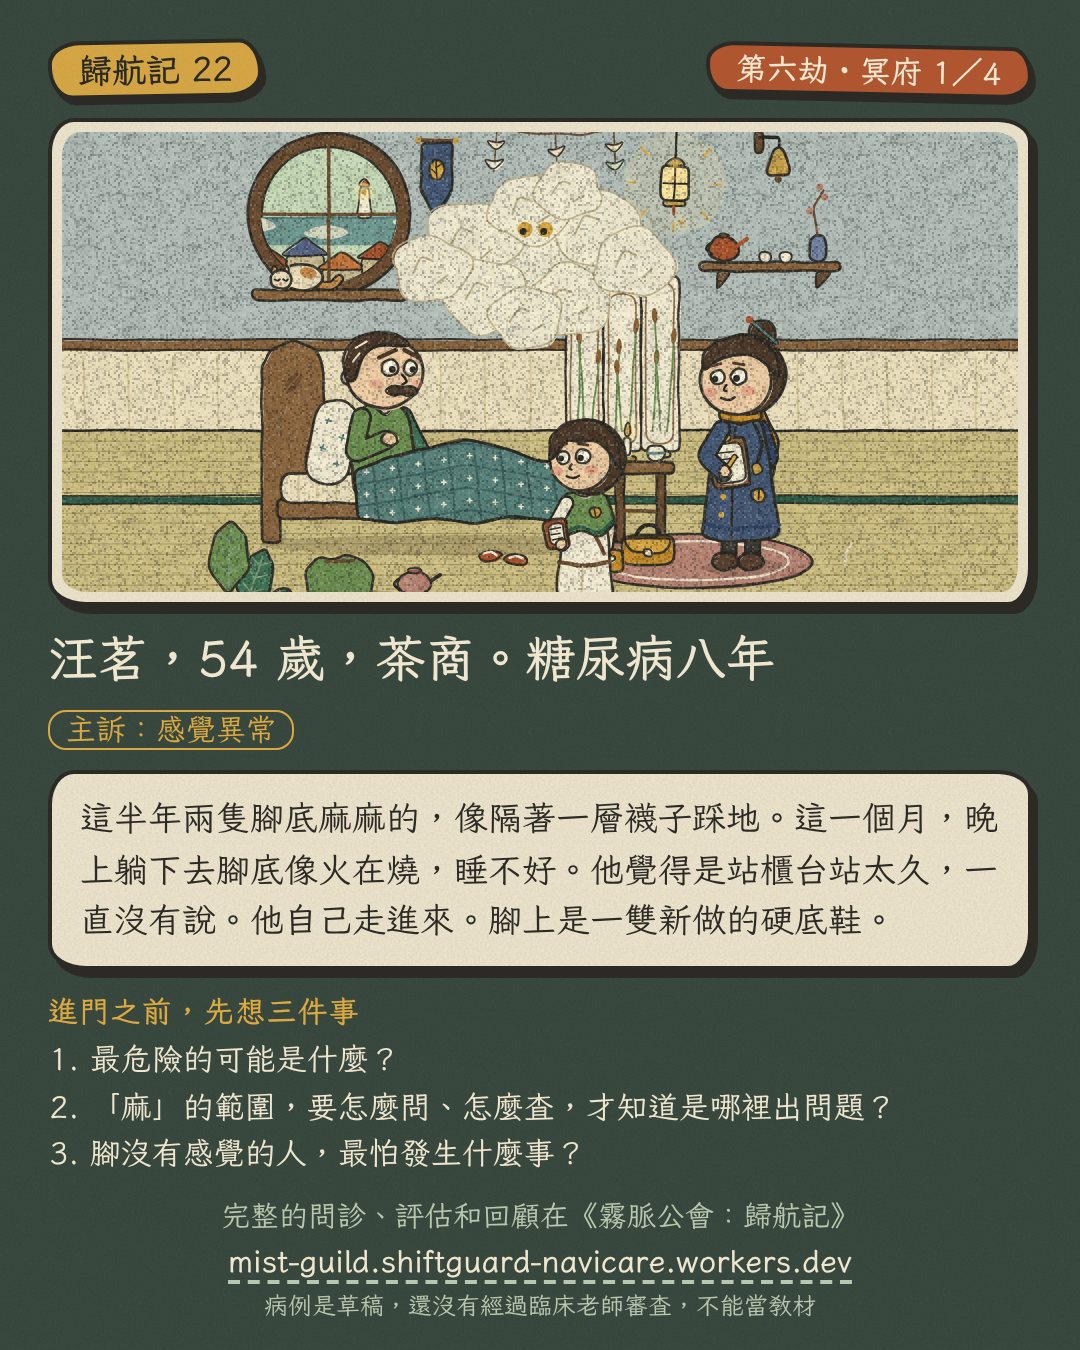 歸航記 22
第六劫・冥府 1／4
汪茗，54 歲，茶商。糖尿病八年
主訴：感覺異常
這半年兩隻腳底麻麻的，像隔著一層襪子踩地。這一個月，晚
上躺下去腳底像火在燒，睡不好。他覺得是站櫃台站太久，一
直沒有說。他自己走進來。腳上是一雙新做的硬底鞋。
進門之前，先想三件事
1. 最危險的可能是什麼？
2. 「麻」的範圍，要怎麼問、怎麼查，才知道是哪裡出問題？
3. 腳沒有感覺的人，最怕發生什麼事？
完整的問診、評估和回顧在《霧脈公會：歸航記》
mist-guild.shiftguard-navicare.workers.dev
病例是草稿，還沒有經過臨床老師審查，不能當教材